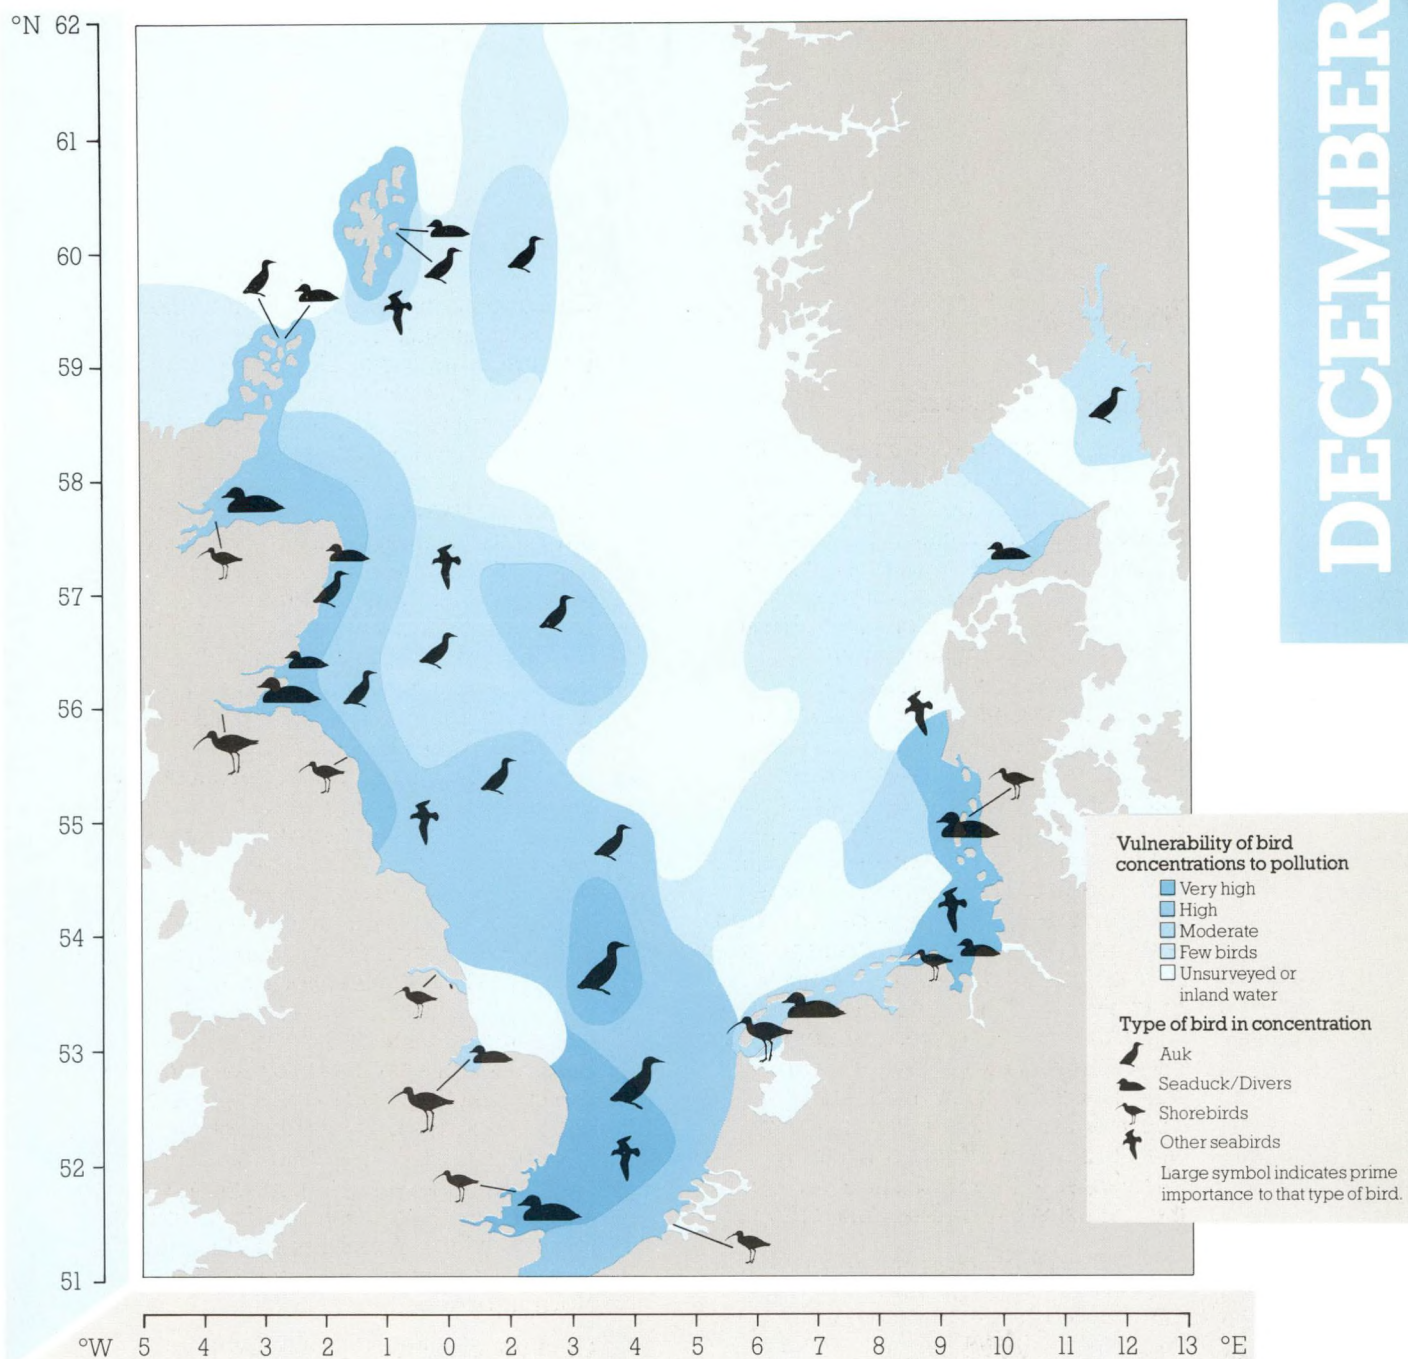 DECEMBER
°N 62
61
60
59
58
57
56
55
54
53
52
51
Vulnerability of bird
concentrations to pollution
Very high
High
Moderate
Few birds
Unsurveyed or
inland water
Type of bird in concentration
Auk
Seaduck/Divers
Shorebirds
Other seabirds
Large symbol indicates prime
importance to that type of bird.
°W 5 4 3 2 1 0 2 3 4 5 6 7 8 9 10 11 12 13 °E